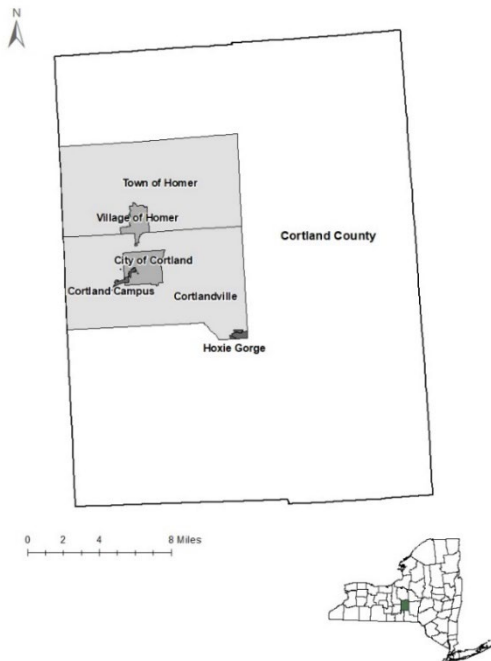 N
Town of Homer
Village of Homer
Cortland County
City of Cortland
Cortland Campus
Cortlandville
Hoxie Gorge
0 2 4 8 Miles